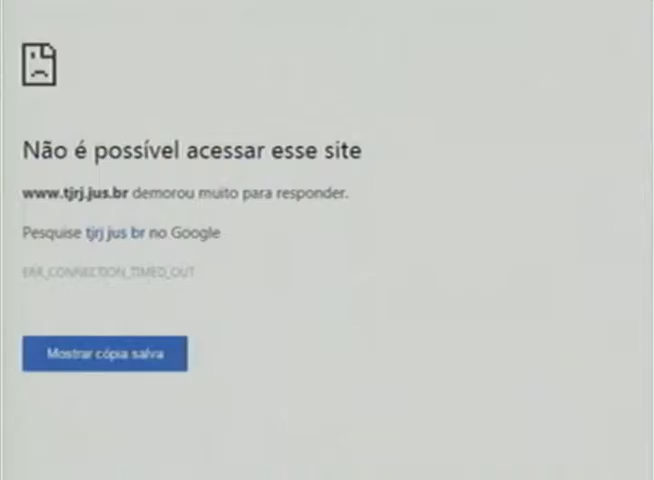 Não é possível acessar esse site
www.tjrj.jus.br demorou muito para responder.
Pesquise tjrj jus br no Google
ERR_CONNECTION_TIMED_OUT
Mostrar cópia salva